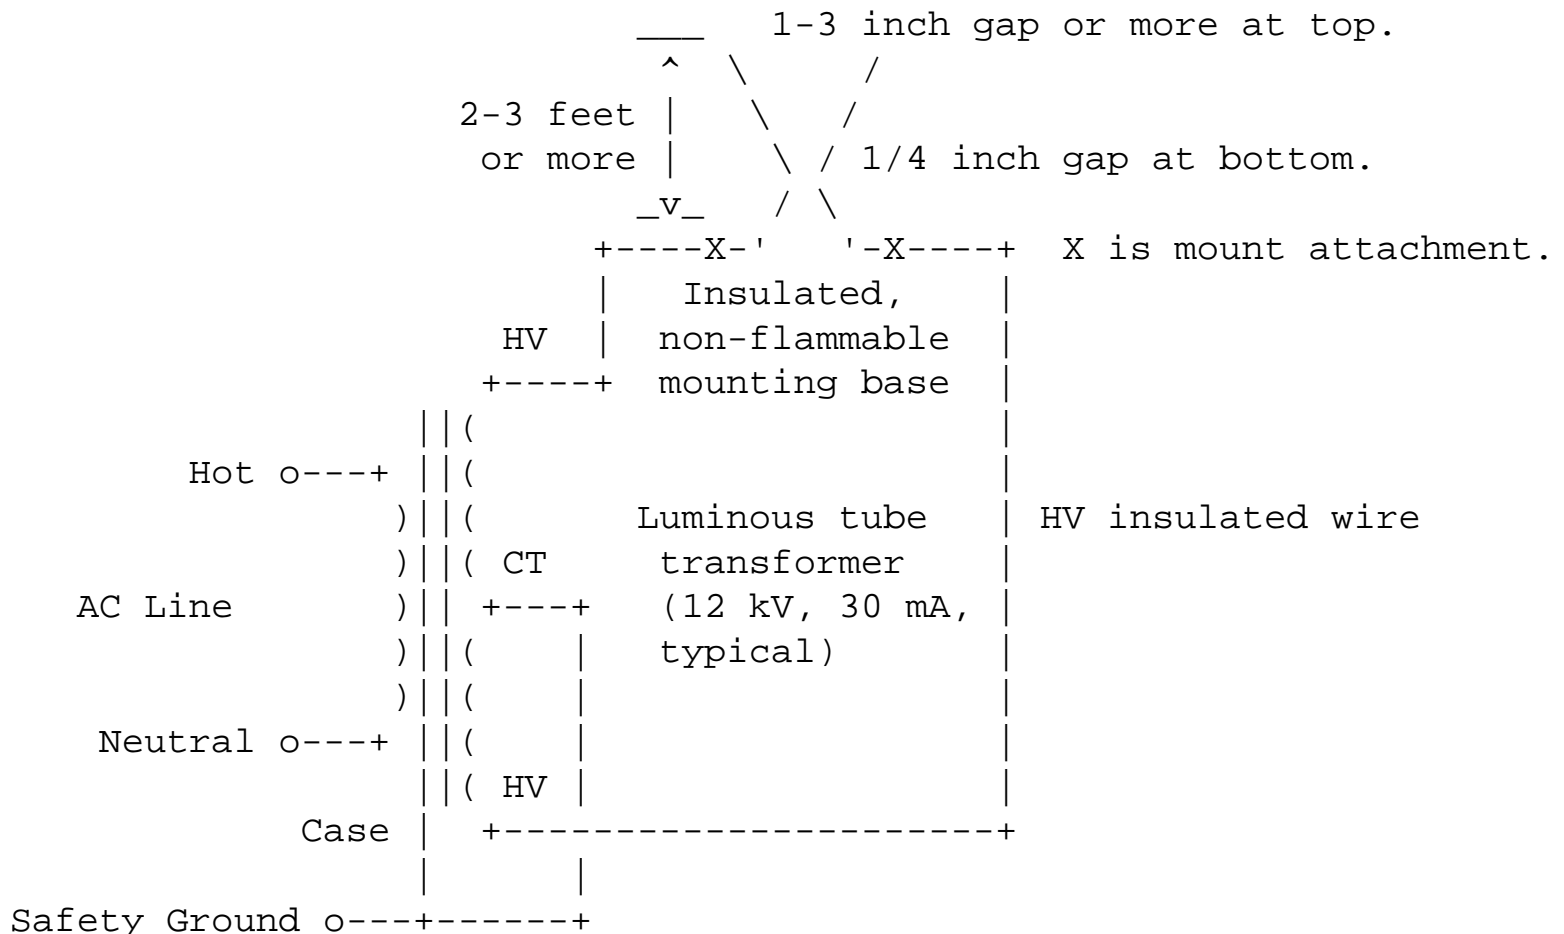 ___   1-3 inch gap or more at top.
^  \     /
2-3 feet |   \   /
or more |    \ / 1/4 inch gap at bottom.
_v_   / \
+----X-'   '-X----+  X is mount attachment.
|   Insulated,    |
HV  |  non-flammable  |
+----+  mounting base  |
||(                        |
Hot o---+ ||(                        |
)||(       Luminous tube   | HV insulated wire
)||( CT     transformer    |
AC Line       )|| +---+   (12 kV, 30 mA, |
)||(    |   typical)       |
)||(    |                  |
Neutral o---+ ||(    |                  |
||( HV |                  |
Case |  +-----------------------+
|      |
Safety Ground o---+------+